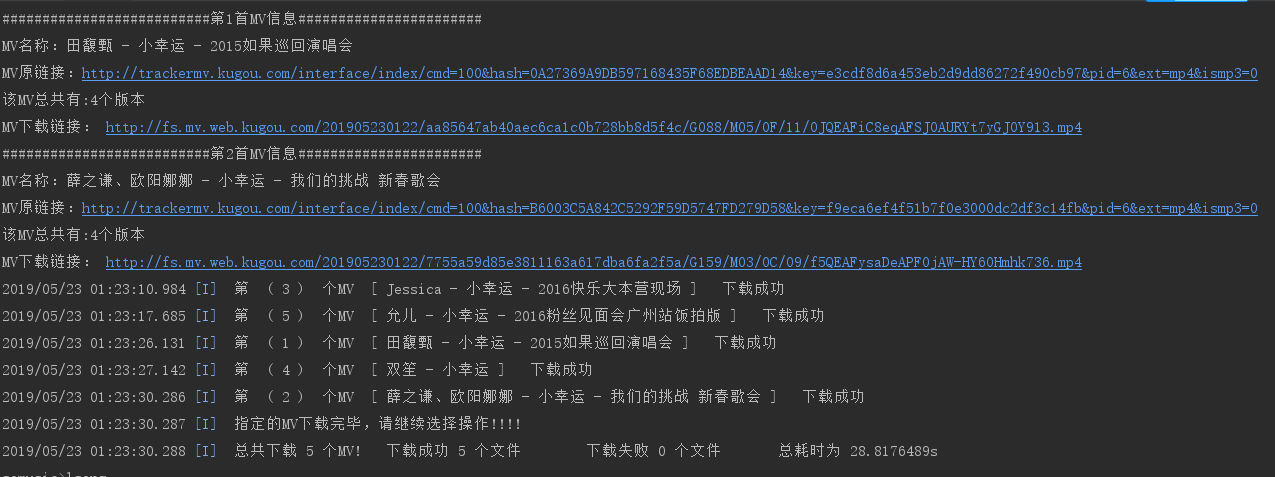 ##########################第1首MV信息#######################
MV名称: 田馥甄 - 小幸运 - 2015如果巡回演唱会
MV原链接: http://trackermv.kugou.com/interface/index/cmd=100&hash=0A27369A9DB597168435F68EDBEAAD14&key=e3cdf8d6a453eb2d9dd86272f490cb97&pid=6&ext=mp4&ismp3=0
该MV总共有:4个版本
MV下载链接: http://fs.mv.web.kugou.com/201905230122/aa85647ab40aec6ca1c0b728bb8d5f4c/G088/M05/0F/11/0JQEAFiC8eqAFSJ0AURYt7yGJ0Y913.mp4
##########################第2首MV信息#######################
MV名称: 薛之谦、欧阳娜娜 - 小幸运 - 我们的挑战 新春歌会
MV原链接: http://trackermv.kugou.com/interface/index/cmd=100&hash=B6003C5A842C5292F59D5747FD279D58&key=f9eca6ef4f51b7f0e3000dc2df3c14fb&pid=6&ext=mp4&ismp3=0
该MV总共有:4个版本
MV下载链接: http://fs.mv.web.kugou.com/201905230122/7755a59d85e3811163a617dba6fa2f5a/G159/M03/0C/09/f5QEAFysaDeAPF0jAW-HY60Hmhk736.mp4
2019/05/23 01:23:10.984 [I] 第 ( 3 ) 个MV [ Jessica - 小幸运 - 2016快乐大本营现场 ] 下载成功
2019/05/23 01:23:17.685 [I] 第 ( 5 ) 个MV [ 允儿 - 小幸运 - 2016粉丝见面会广州站饭拍版 ] 下载成功
2019/05/23 01:23:26.131 [I] 第 ( 1 ) 个MV [ 田馥甄 - 小幸运 - 2015如果巡回演唱会 ] 下载成功
2019/05/23 01:23:27.142 [I] 第 ( 4 ) 个MV [ 双笙 - 小幸运 ] 下载成功
2019/05/23 01:23:30.286 [I] 第 ( 2 ) 个MV [ 薛之谦、欧阳娜娜 - 小幸运 - 我们的挑战 新春歌会 ] 下载成功
2019/05/23 01:23:30.287 [I] 指定的MV下载完毕，请继续选择操作!!!!
2019/05/23 01:23:30.288 [I] 总共下载 5 个MV! 下载成功 5 个文件 下载失败 0 个文件 总耗时为 28.8176489s